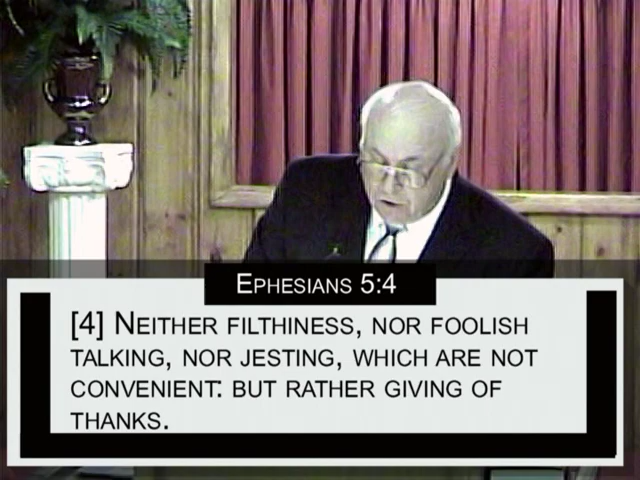 Ephesians 5:4
[4] Neither filthiness, nor foolish
talking, nor jesting, which are not
convenient: but rather giving of
thanks.